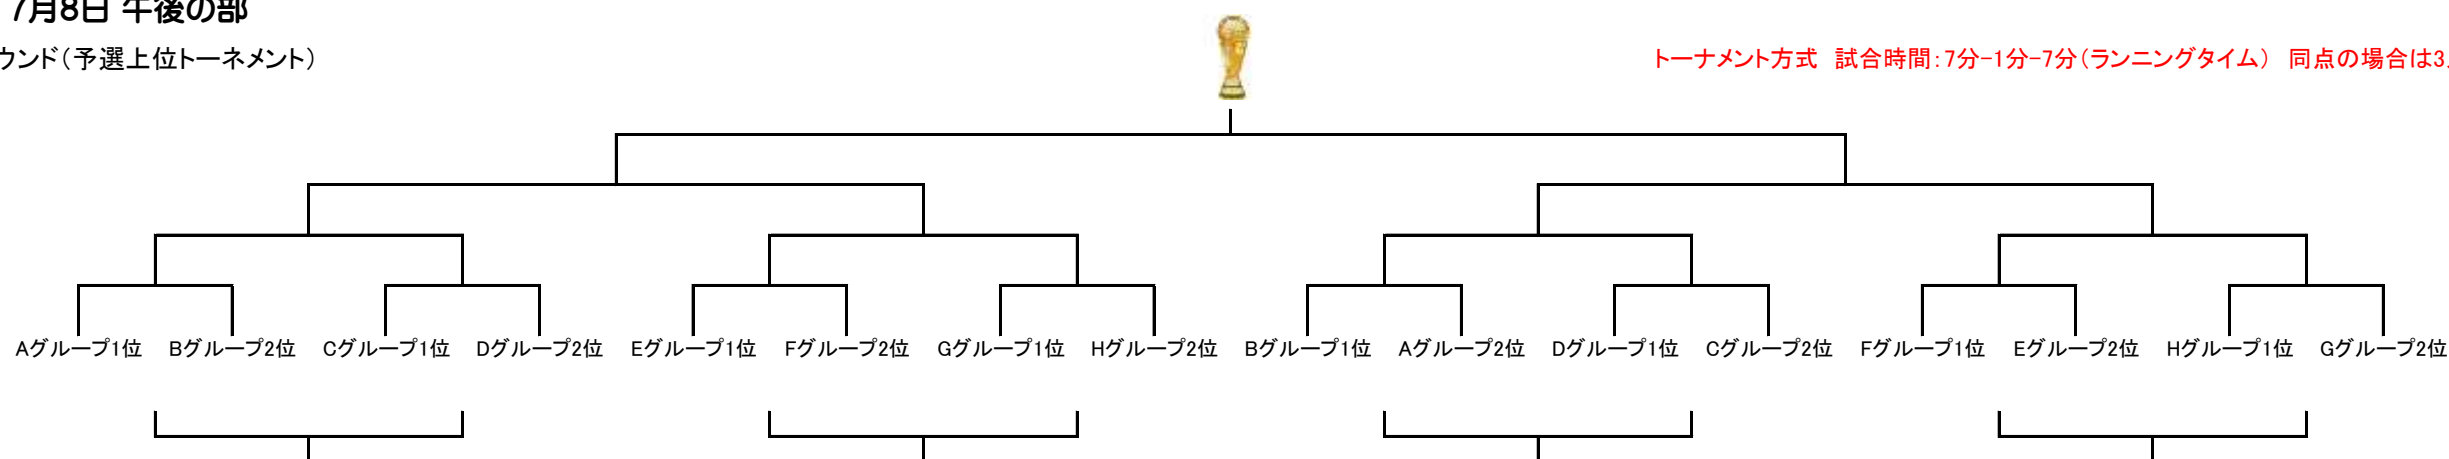 7月8日 午後の部
ウンド（予選上位トーネメント）
トーナメント方式 試合時間：7分-1分-7分（ランニングタイム） 同点の場合は3
Aグループ1位 Bグループ2位 Cグループ1位 Dグループ2位 Eグループ1位 Fグループ2位 Gグループ1位 Hグループ2位 Bグループ1位 Aグループ2位 Dグループ1位 Cグループ2位 Fグループ1位 Eグループ2位 Hグループ1位 Gグループ2位